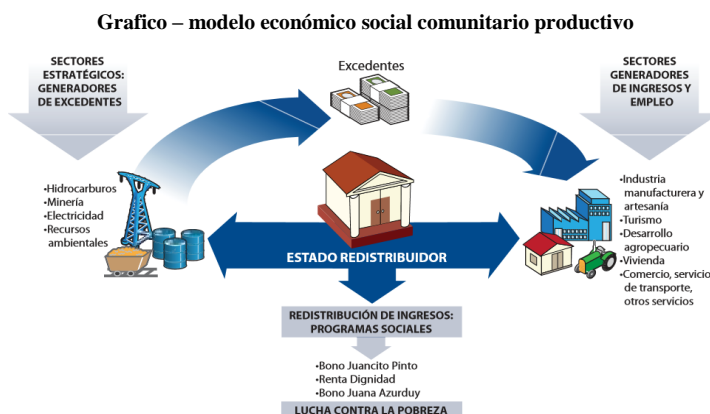 Grafico – modelo económico social comunitario productivo
SECTORES
ESTRATÉGICOS:
GENERADORES
DE EXCEDENTES
Excedentes
SECTORES
GENERADORES
DE INGRESOS Y
EMPLEO
•Hidrocarburos
•Minería
•Electricidad
•Recursos
ambientales
•Industria
manufacturera y
artesanía
•Turismo
•Desarrollo
agropecuario
•Vivienda
•Comercio, servicio
de transporte,
otros servicios
ESTADO REDISTRIBUIDOR
REDISTRIBUCIÓN DE INGRESOS:
PROGRAMAS SOCIALES
•Bono Juancito Pinto
•Renta Dignidad
•Bono Juana Azurduy
LUCHA CONTRA LA POBREZA